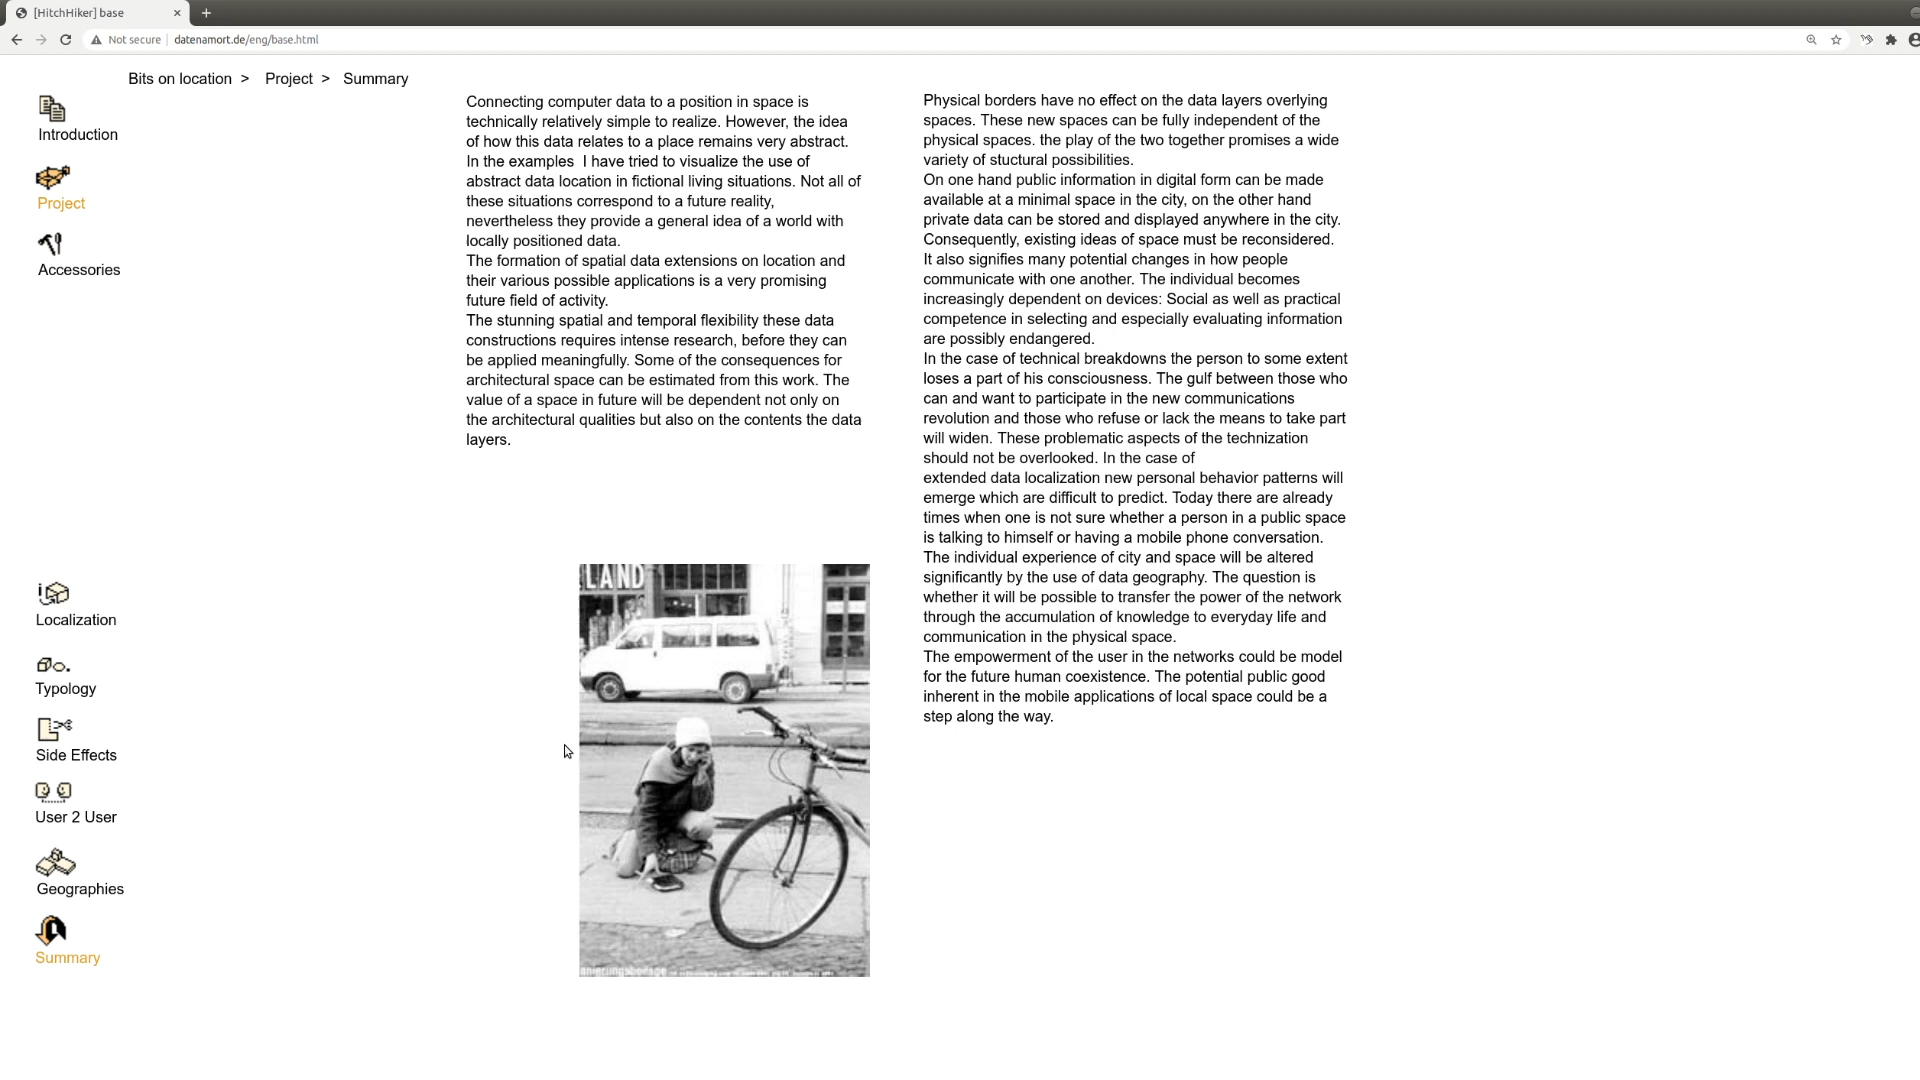 [HitchHiker] base
Not secure
datenamort.de/eng/base.html
Bits on location > Project > Summary
Introduction
Project
Accessories
Localization
Typology
Side Effects
User 2 User
Geographies
Summary
Connecting computer data to a position in space is
technically relatively simple to realize. However, the idea
of how this data relates to a place remains very abstract.
In the examples I have tried to visualize the use of
abstract data location in fictional living situations. Not all of
these situations correspond to a future reality,
nevertheless they provide a general idea of a world with
locally positioned data.
The formation of spatial data extensions on location and
their various possible applications is a very promising
future field of activity.
The stunning spatial and temporal flexibility these data
constructions requires intense research, before they can
be applied meaningfully. Some of the consequences for
architectural space can be estimated from this work. The
value of a space in future will be dependent not only on
the architectural qualities but also on the contents the data
layers.
LAND
Physical borders have no effect on the data layers overlying
spaces. These new spaces can be fully independent of the
physical spaces. the play of the two together promises a wide
variety of stuctural possibilities.
On one hand public information in digital form can be made
available at a minimal space in the city, on the other hand
private data can be stored and displayed anywhere in the city.
Consequently, existing ideas of space must be reconsidered.
It also signifies many potential changes in how people
communicate with one another. The individual becomes
increasingly dependent on devices: Social as well as practical
competence in selecting and especially evaluating information
are possibly endangered.
In the case of technical breakdowns the person to some extent
loses a part of his consciousness. The gulf between those who
can and want to participate in the new communications
revolution and those who refuse or lack the means to take part
will widen. These problematic aspects of the technization
should not be overlooked. In the case of
extended data localization new personal behavior patterns will
emerge which are difficult to predict. Today there are already
times when one is not sure whether a person in a public space
is talking to himself or having a mobile phone conversation.
The individual experience of city and space will be altered
significantly by the use of data geography. The question is
whether it will be possible to transfer the power of the network
through the accumulation of knowledge to everyday life and
communication in the physical space.
The empowerment of the user in the networks could be model
for the future human coexistence. The potential public good
inherent in the mobile applications of local space could be a
step along the way.